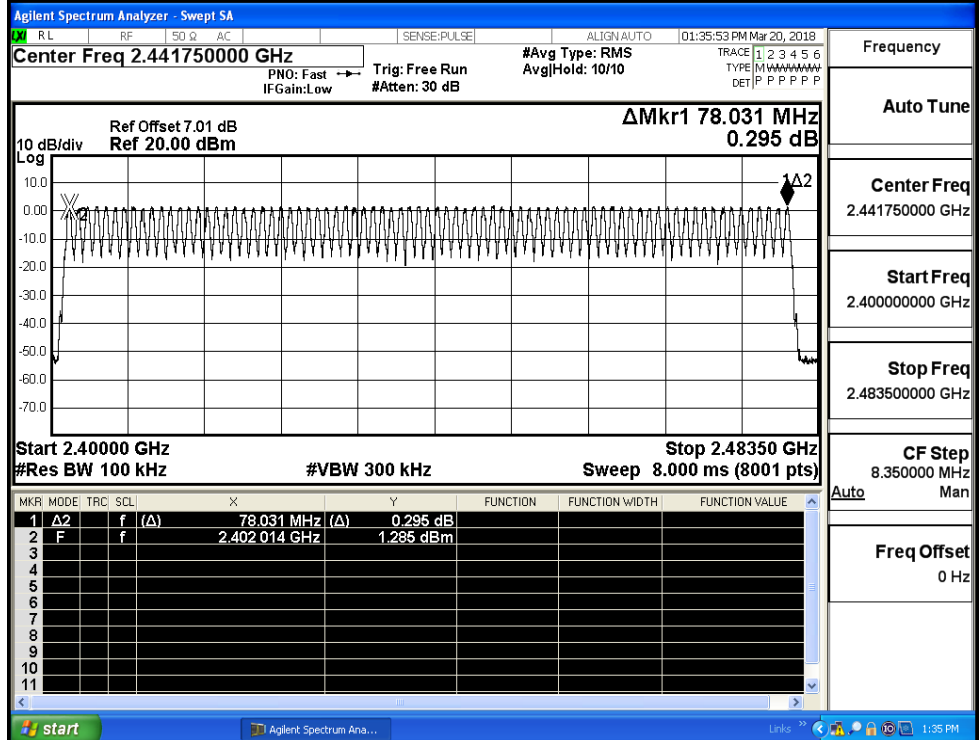 Agilent Spectrum Analyzer - Swept SA
LXI RL RF 50 Ω AC SENSE:PULSE ALIGN AUTO 01:35:53 PM Mar 20, 2018
Center Freq 2.441750000 GHz
PNO: Fast
IFGain:Low
Trig: Free Run
#Atten: 30 dB
#Avg Type: RMS
Avg|Hold: 10/10
TRACE 1 2 3 4 5 6
TYPE M WWWWW
DET P P P P P P
ΔMkr1 78.031 MHz
0.295 dB
Ref Offset 7.01 dB
10 dB/div Ref 20.00 dBm
Log
10.0
0.00
-10.0
-20.0
-30.0
-40.0
-50.0
-60.0
-70.0
1Δ2
X2
Start 2.40000 GHz Stop 2.48350 GHz
#Res BW 100 kHz #VBW 300 kHz Sweep 8.000 ms (8001 pts)
MKR MODE TRC SCL X Y FUNCTION FUNCTION WIDTH FUNCTION VALUE
1 Δ2 f (Δ) 78.031 MHz (Δ) 0.295 dB
2 F f 2.402 014 GHz 1.285 dBm
3
4
5
6
7
8
9
10
11
Frequency
Auto Tune
Center Freq
2.441750000 GHz
Start Freq
2.400000000 GHz
Stop Freq
2.483500000 GHz
CF Step
8.350000 MHz
Auto Man
Freq Offset
0 Hz
start Agilent Spectrum Ana... Links » 1:35 PM